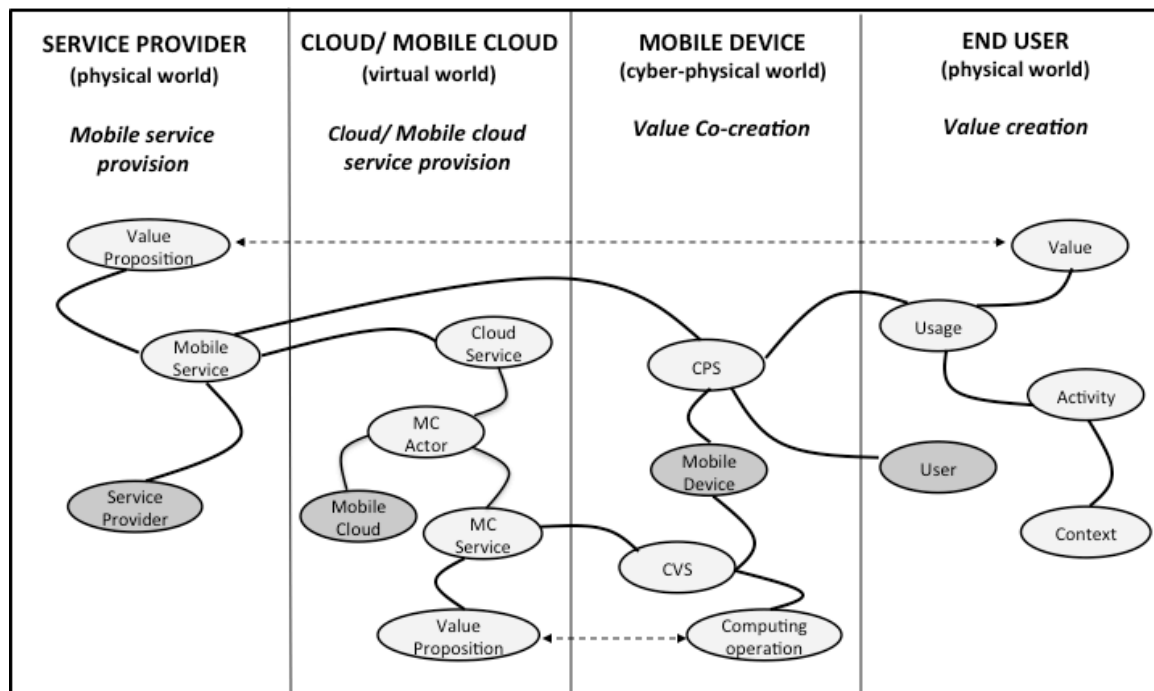 SERVICE PROVIDER
(physical world)
Mobile service
provision
CLOUD/ MOBILE CLOUD
(virtual world)
Cloud/ Mobile cloud
service provision
MOBILE DEVICE
(cyber-physical world)
Value Co-creation
END USER
(physical world)
Value creation
Value
Proposition
Mobile
Service
Service
Provider
Cloud
Service
MC
Actor
Mobile
Cloud
MC
Service
Value
Proposition
CPS
Mobile
Device
CVS
Computing
operation
Value
Usage
Activity
User
Context